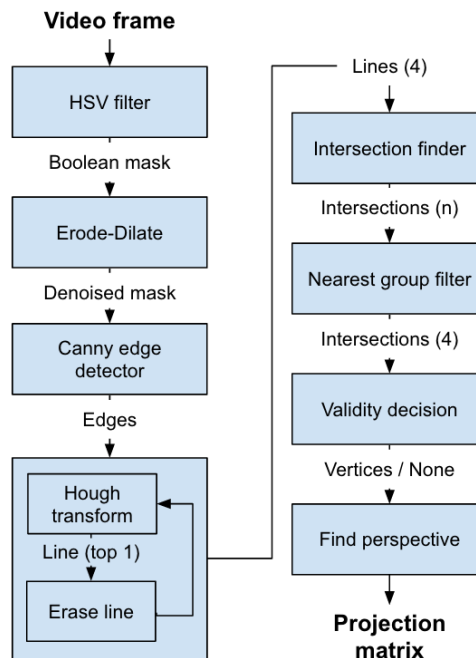 Video frame
HSV filter
Boolean mask
Erode-Dilate
Denoised mask
Canny edge
detector
Edges
Hough
transform
Line (top 1)
Erase line
Lines (4)
Intersection finder
Intersections (n)
Nearest group filter
Intersections (4)
Validity decision
Vertices / None
Find perspective
Projection
matrix